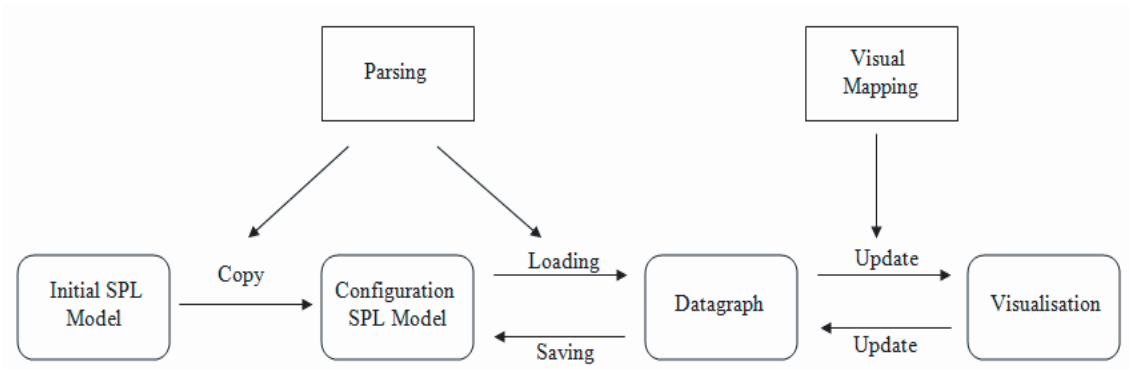 Parsing
Visual
Mapping
Initial SPL
Model
Copy
Configuration
SPL Model
Loading
Saving
Datagraph
Update
Update
Visualisation